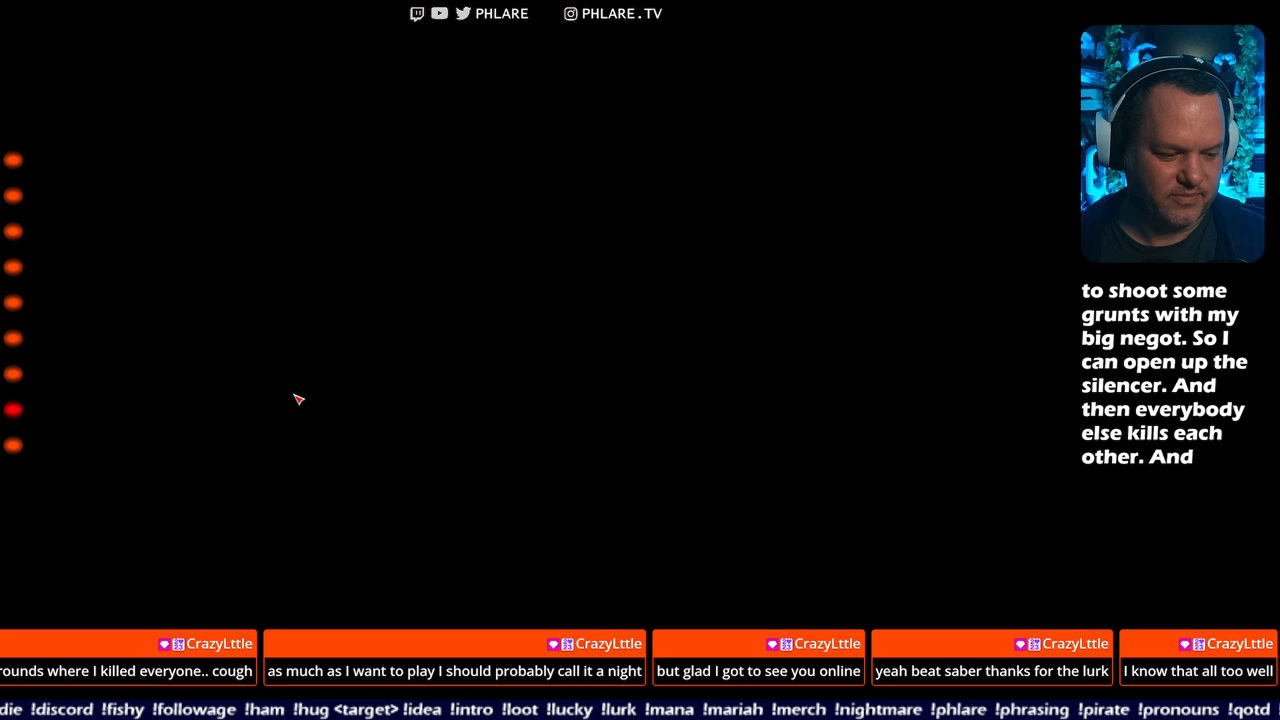 PHLARE PHLARE.TV
to shoot some
grunts with my
big negot. So I
can open up the
silencer. And
then everybody
else kills each
other. And
CrazyLttle CrazyLttle CrazyLttle CrazyLttle CrazyLttle
rounds where I killed everyone.. cough as much as I want to play I should probably call it a night but glad I got to see you online yeah beat saber thanks for the lurk I know that all too well
die !discord !fishy !followage !ham !hug <target> !idea !intro !loot !lucky !lurk !mana !mariah !merch !nightmare !phlare !phrasing !pirate !pronouns !qotd